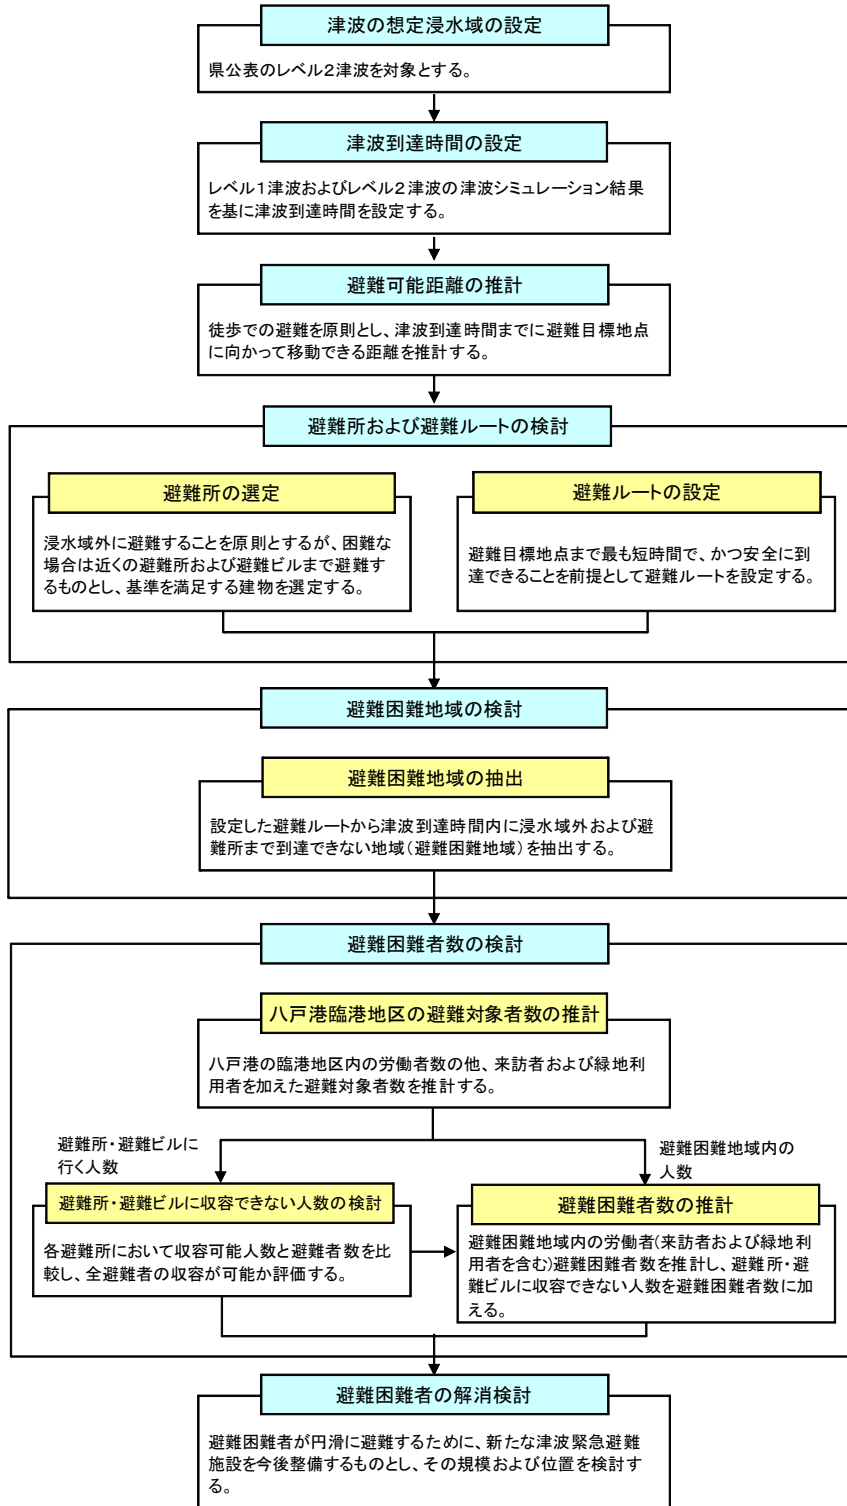 津波の想定浸水域の設定
県公表のレベル２津波を対象とする。
津波到達時間の設定
レベル１津波およびレベル２津波の津波シミュレーション結果
を基に津波到達時間を設定する。
避難可能距離の推計
徒歩での避難を原則とし、津波到達時間までに避難目標地点
に向かって移動できる距離を推計する。
避難所および避難ルートの検討
避難所の選定
浸水域外に避難することを原則とするが、困難な
場合は近くの避難所および避難ビルまで避難す
るものとし、基準を満足する建物を選定する。
避難ルートの設定
避難目標地点まで最も短時間で、かつ安全に到
達できることを前提として避難ルートを設定する。
避難困難地域の検討
避難困難地域の抽出
設定した避難ルートから津波到達時間内に浸水域外および避
難所まで到達できない地域（避難困難地域）を抽出する。
避難困難者数の検討
八戸港臨港地区の避難対象者数の推計
八戸港の臨港地区内の労働者数の他、来訪者および緑地利
用者を加えた避難対象者数を推計する。
避難所・避難ビルに
行く人数
避難困難地域内の
人数
避難所・避難ビルに収容できない人数の検討
各避難所において収容可能人数と避難者数を比
較し、全避難者の収容が可能か評価する。
避難困難者数の推計
避難困難地域内の労働者(来訪者および緑地利
用者を含む)避難困難者数を推計し、避難所・避
難ビルに収容できない人数を避難困難者数に加
える。
避難困難者の解消検討
避難困難者が円滑に避難するために、新たな津波緊急避難
施設を今後整備するものとし、その規模および位置を検討す
る。